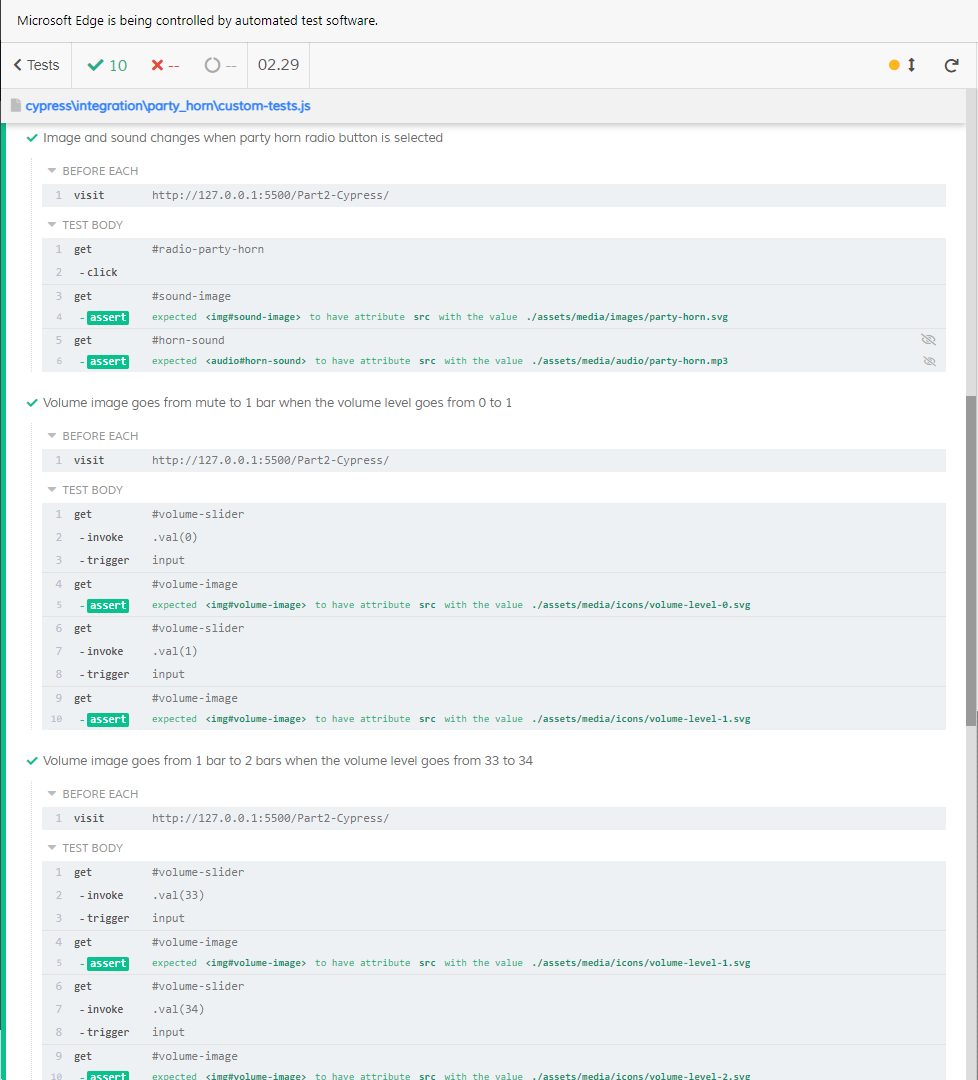 Microsoft Edge is being controlled by automated test software.
Tests 10 -- -- 02.29
cypress\integration\party_horn\custom-tests.js
Image and sound changes when party horn radio button is selected
BEFORE EACH
1 visit http://127.0.0.1:5500/Part2-Cypress/
TEST BODY
1 get #radio-party-horn
2 -click
3 get #sound-image
4 -assert expected <img#sound-image> to have attribute src with the value ./assets/media/images/party-horn.svg
5 get #horn-sound
6 -assert expected <audio#horn-sound> to have attribute src with the value ./assets/media/audio/party-horn.mp3
Volume image goes from mute to 1 bar when the volume level goes from 0 to 1
BEFORE EACH
1 visit http://127.0.0.1:5500/Part2-Cypress/
TEST BODY
1 get #volume-slider
2 -invoke .val(0)
3 -trigger input
4 get #volume-image
5 -assert expected <img#volume-image> to have attribute src with the value ./assets/media/icons/volume-level-0.svg
6 get #volume-slider
7 -invoke .val(1)
8 -trigger input
9 get #volume-image
10 -assert expected <img#volume-image> to have attribute src with the value ./assets/media/icons/volume-level-1.svg
Volume image goes from 1 bar to 2 bars when the volume level goes from 33 to 34
BEFORE EACH
1 visit http://127.0.0.1:5500/Part2-Cypress/
TEST BODY
1 get #volume-slider
2 -invoke .val(33)
3 -trigger input
4 get #volume-image
5 -assert expected <img#volume-image> to have attribute src with the value ./assets/media/icons/volume-level-1.svg
6 get #volume-slider
7 -invoke .val(34)
8 -trigger input
9 get #volume-image
10 -assert expected <img#volume-image> to have attribute src with the value ./assets/media/icons/volume-level-2.svg